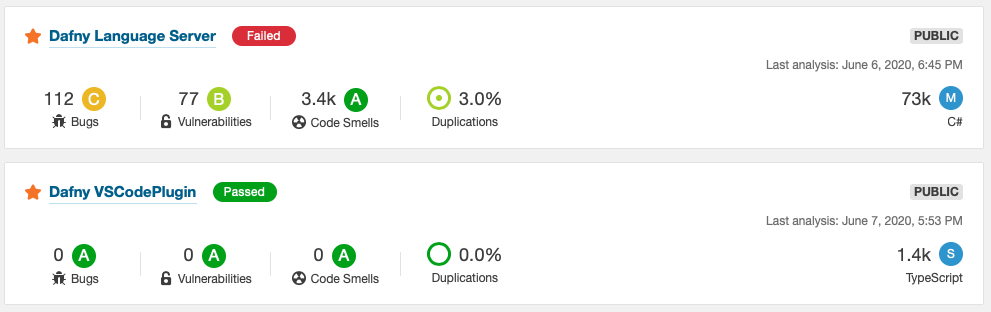 Dafny Language Server Failed PUBLIC
Last analysis: June 6, 2020, 6:45 PM
112 C 77 B 3.4k A 3.0% 73k M
Bugs Vulnerabilities Code Smells Duplications C#
Dafny VSCodePlugin Passed PUBLIC
Last analysis: June 7, 2020, 5:53 PM
0 A 0 A 0 A 0.0% 1.4k S
Bugs Vulnerabilities Code Smells Duplications TypeScript